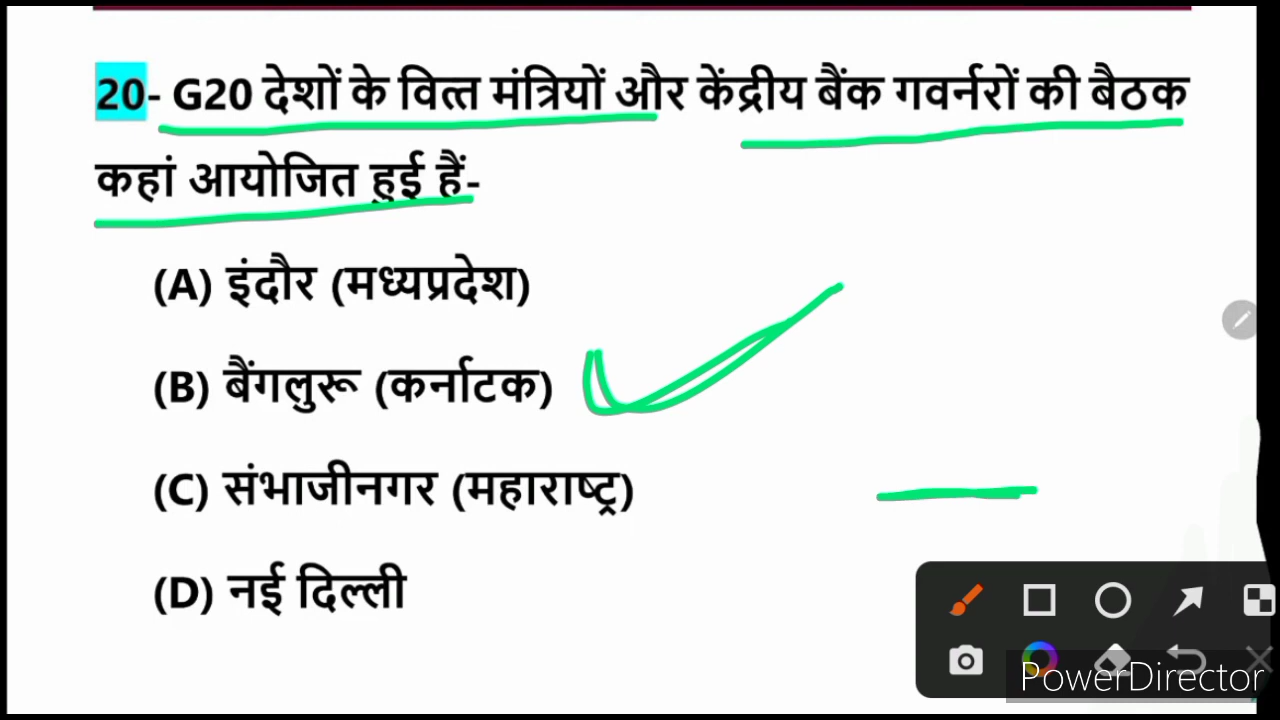 20- G20 देशों के वित्त मंत्रियों और केंद्रीय बैंक गवर्नरों की बैठक
कहां आयोजित हुई हैं-
(A) इंदौर (मध्यप्रदेश)
(B) बैंगलुरू (कर्नाटक)
(C) संभाजीनगर (महाराष्ट्र)
(D) नई दिल्ली
PowerDirector